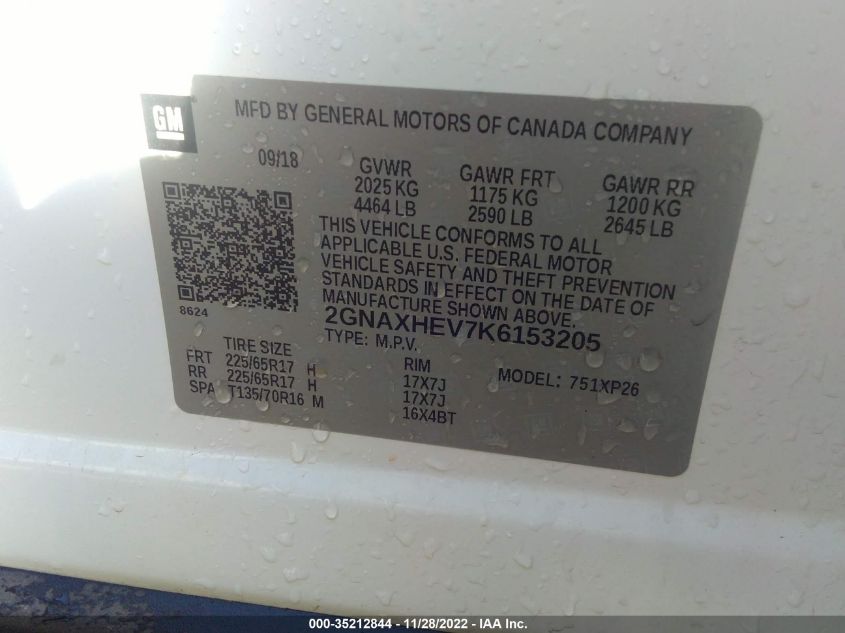 GM
MFD BY GENERAL MOTORS OF CANADA COMPANY
09/18 GVWR GAWR FRT GAWR RR
2025 KG 1175 KG 1200 KG
4464 LB 2590 LB 2645 LB
THIS VEHICLE CONFORMS TO ALL
APPLICABLE U.S. FEDERAL MOTOR
VEHICLE SAFETY AND THEFT PREVENTION
STANDARDS IN EFFECT ON THE DATE OF
MANUFACTURE SHOWN ABOVE.
8624
2GNAXHEV7K6153205
TYPE: M.P.V.
TIRE SIZE RIM MODEL: 751XP26
FRT 225/65R17 H 17X7J
RR 225/65R17 H 17X7J
SPA T135/70R16 M 16X4BT
000-35212844 - 11/28/2022 - IAA Inc.